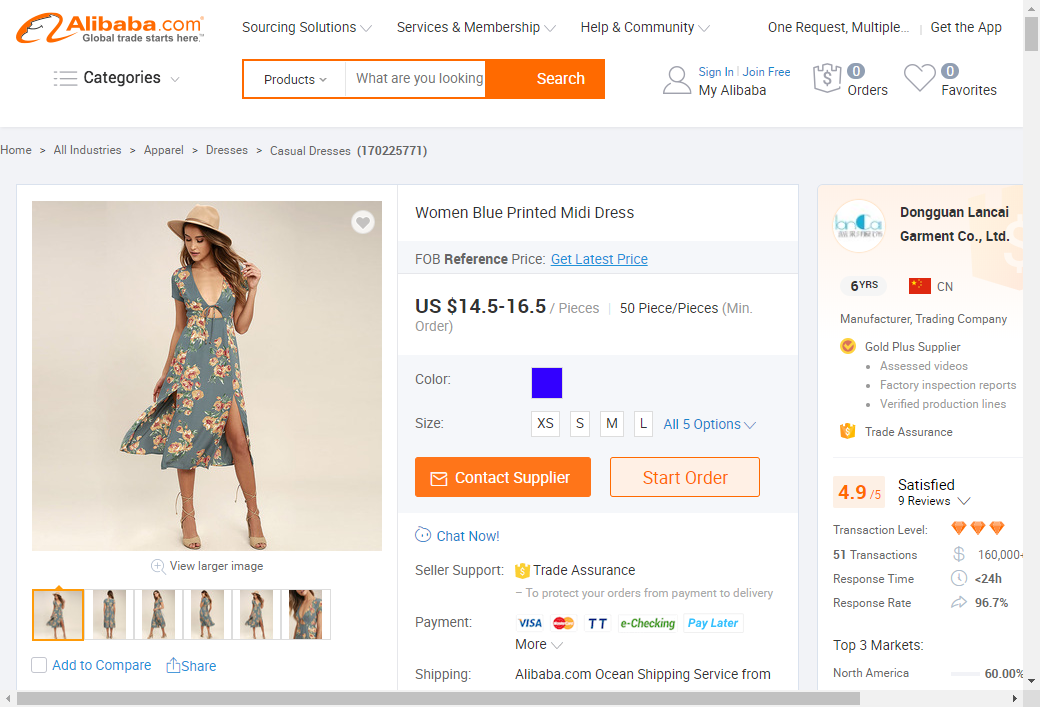 Alibaba.com
Global trade starts here.™
Sourcing Solutions
Services & Membership
Help & Community
One Request, Multiple...
Get the App
Categories
Products
What are you looking
Search
Sign In
Join Free
My Alibaba
0
Orders
0
Favorites
Home > All Industries > Apparel > Dresses > Casual Dresses (170225771)
View larger image
Add to Compare
Share
Women Blue Printed Midi Dress
FOB Reference Price: Get Latest Price
US $14.5-16.5 / Pieces | 50 Piece/Pieces (Min.
Order)
Color:
Size:
XS
S
M
L
All 5 Options
Contact Supplier
Start Order
Chat Now!
Seller Support:
Trade Assurance
– To protect your orders from payment to delivery
Payment:
VISA
MasterCard
TT
e-Checking
Pay Later
More
Shipping:
Alibaba.com Ocean Shipping Service from
LanCai
Dongguan Lancai
Garment Co., Ltd.
6YRS
CN
Manufacturer, Trading Company
Gold Plus Supplier
Assessed videos
Factory inspection reports
Verified production lines
Trade Assurance
4.9 /5
Satisfied
9 Reviews
Transaction Level:
51 Transactions
160,000+
Response Time
<24h
Response Rate
96.7%
Top 3 Markets:
North America
60.00%